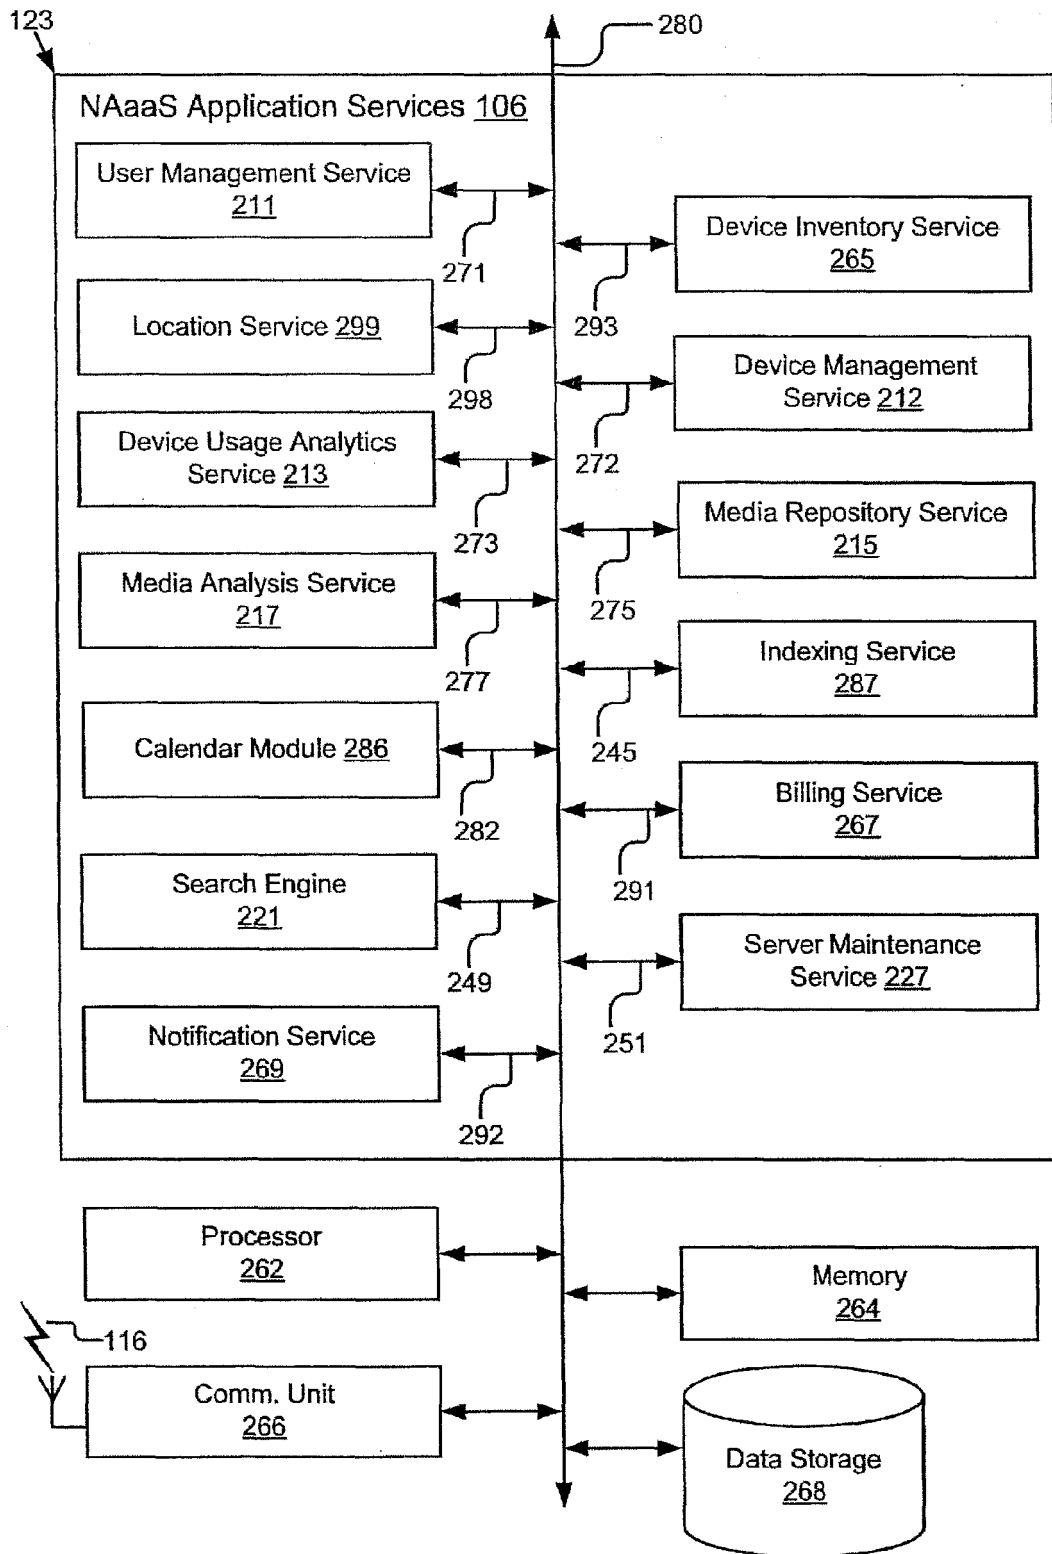 123
280
NAaaS Application Services 106
User Management Service
211
271
Device Inventory Service
265
293
Location Service 299
298
Device Management
Service 212
272
Device Usage Analytics
Service 213
273
Media Repository Service
215
275
Media Analysis Service
217
277
Indexing Service
287
245
Calendar Module 286
282
Billing Service
267
291
Search Engine
221
249
Server Maintenance
Service 227
251
Notification Service
269
292
Processor
262
Memory
264
116
Comm. Unit
266
Data Storage
268